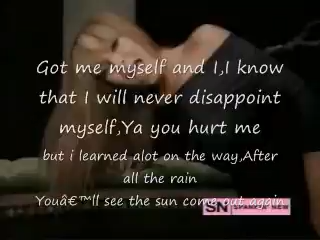 Got me myself and I,I know
that I will never disappoint
myself,Ya you hurt me
but i learned alot on the way,After
all the rain
Youâ€™ll see the sun come out again
SN